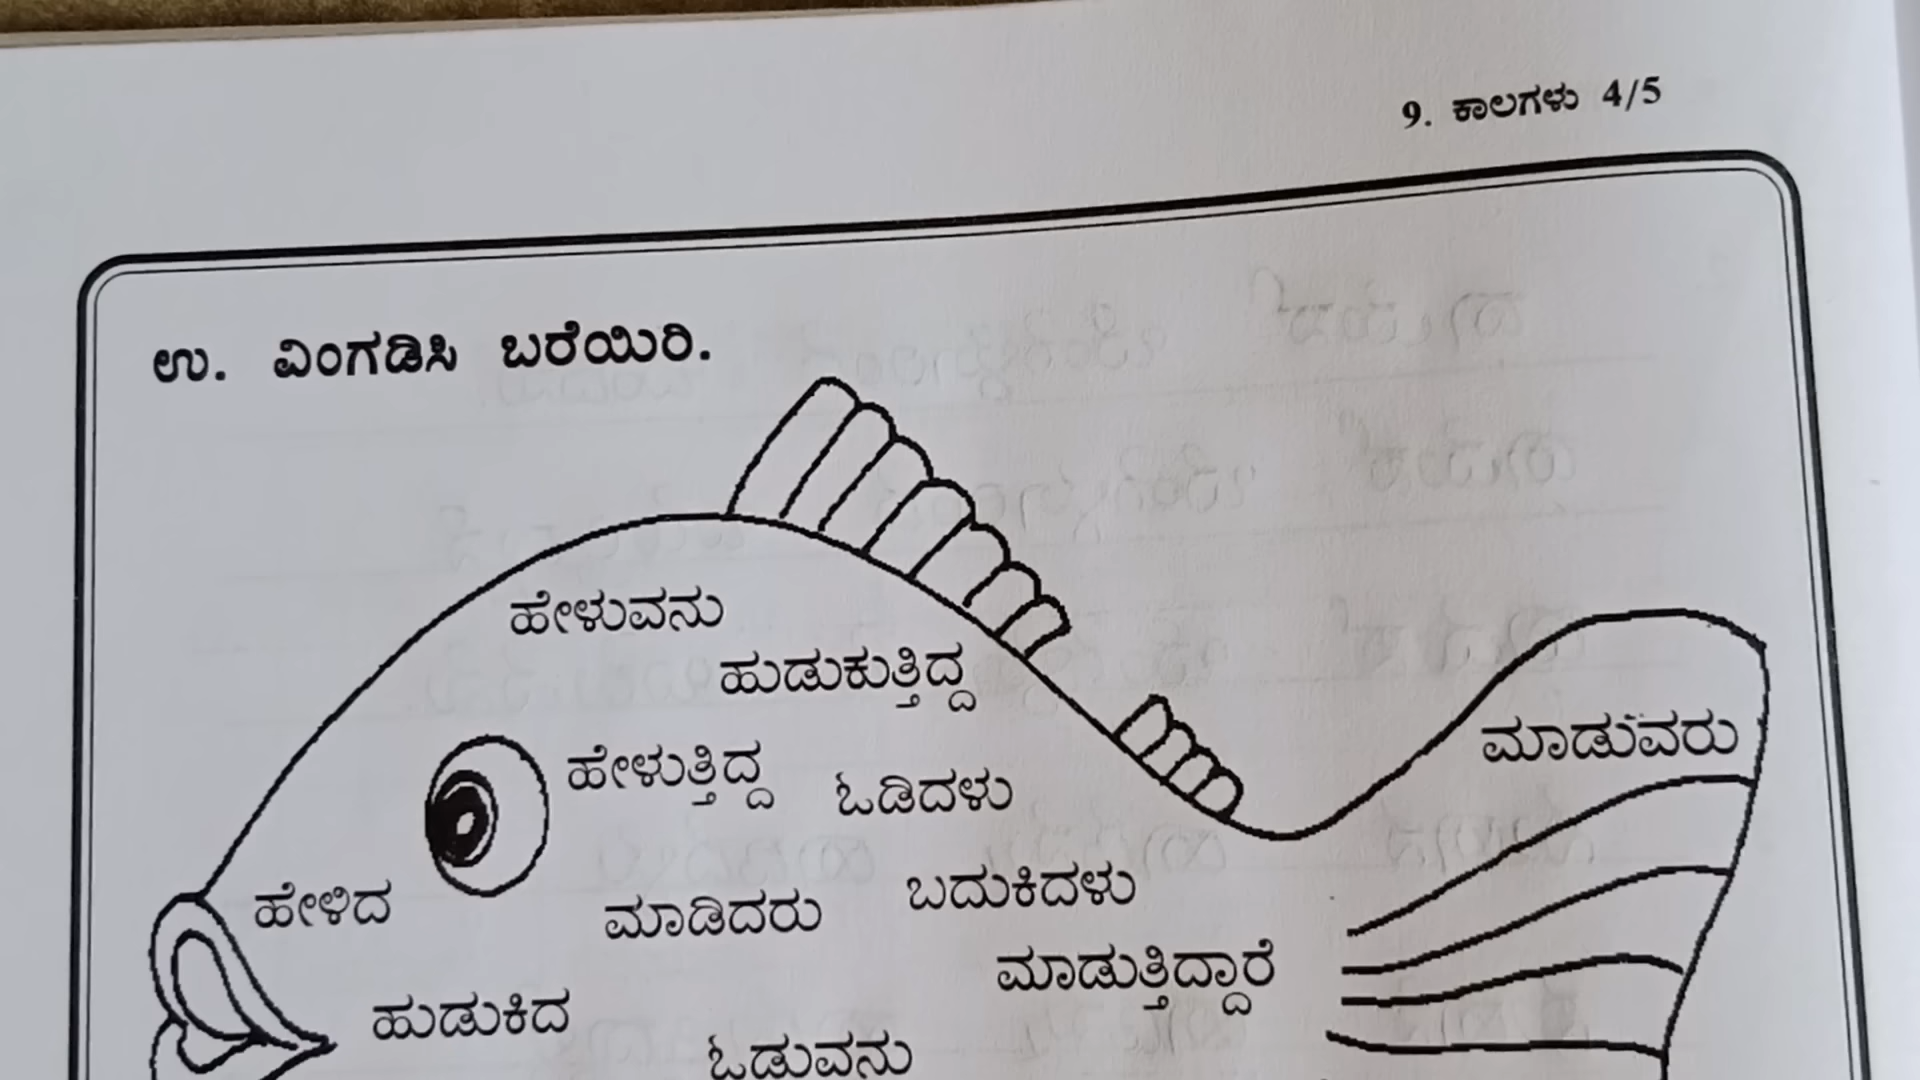 9. ಕಾಲಗಳು 4/5
ಉ. ವಿಂಗಡಿಸಿ ಬರೆಯಿರಿ.
ಹೇಳುವನು
ಹುಡುಕುತ್ತಿದ್ದ
ಮಾಡುವರು
ಹೇಳುತ್ತಿದ್ದ
ಓಡಿದಳು
ಹೇಳಿದ
ಮಾಡಿದರು
ಬದುಕಿದಳು
ಮಾಡುತ್ತಿದ್ದಾರೆ
ಹುಡುಕಿದ
ಓಡುವನು